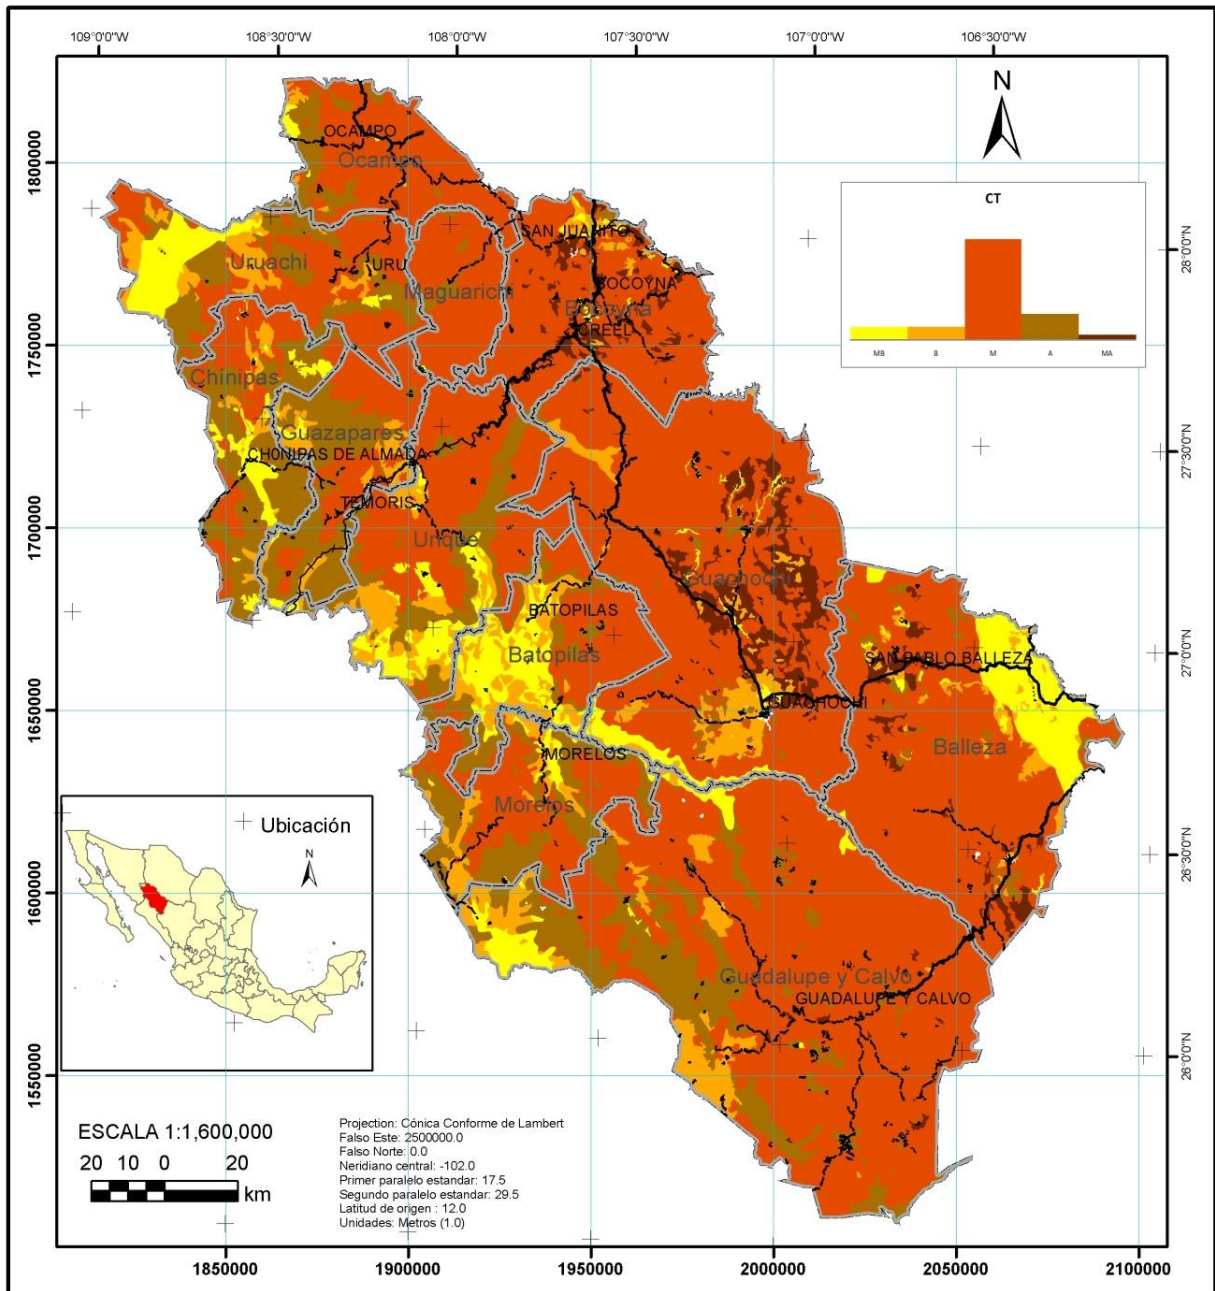 109°0'0"W 108°30'0"W 108°0'0"W 107°30'0"W 107°0'0"W 106°30'0"W
N
OCAMPO
Ocampo
1800000
CT
MB B M A MA
SAN JUANITO
28°0'0"N
Uruachi
URU
Maguarichi
BOCOYNA
Bocoyna
CREEL
1750000
Chínipas
Guazapares
CH0NIPAS DE ALMADA
27°30'0"N
TEMORIS
1700000
Urique
Guachochi
BATOPILAS
Batopilas
SAN PABLO BALLEZA
27°0'0"N
GUACHOCHI
1650000
MORELOS
Balleza
Morelos
Ubicación
N
26°30'0"N
1600000
Guadalupe y Calvo
GUADALUPE Y CALVO
26°0'0"N
1550000
ESCALA 1:1,600,000
20 10 0 20
km
Projection: Cónica Conforme de Lambert
Falso Este: 2500000.0
Falso Norte: 0.0
Neridiano central: -102.0
Primer paralelo estandar: 17.5
Segundo paralelo estandar: 29.5
Latitud de origen : 12.0
Unidades: Metros (1.0)
1850000 1900000 1950000 2000000 2050000 2100000